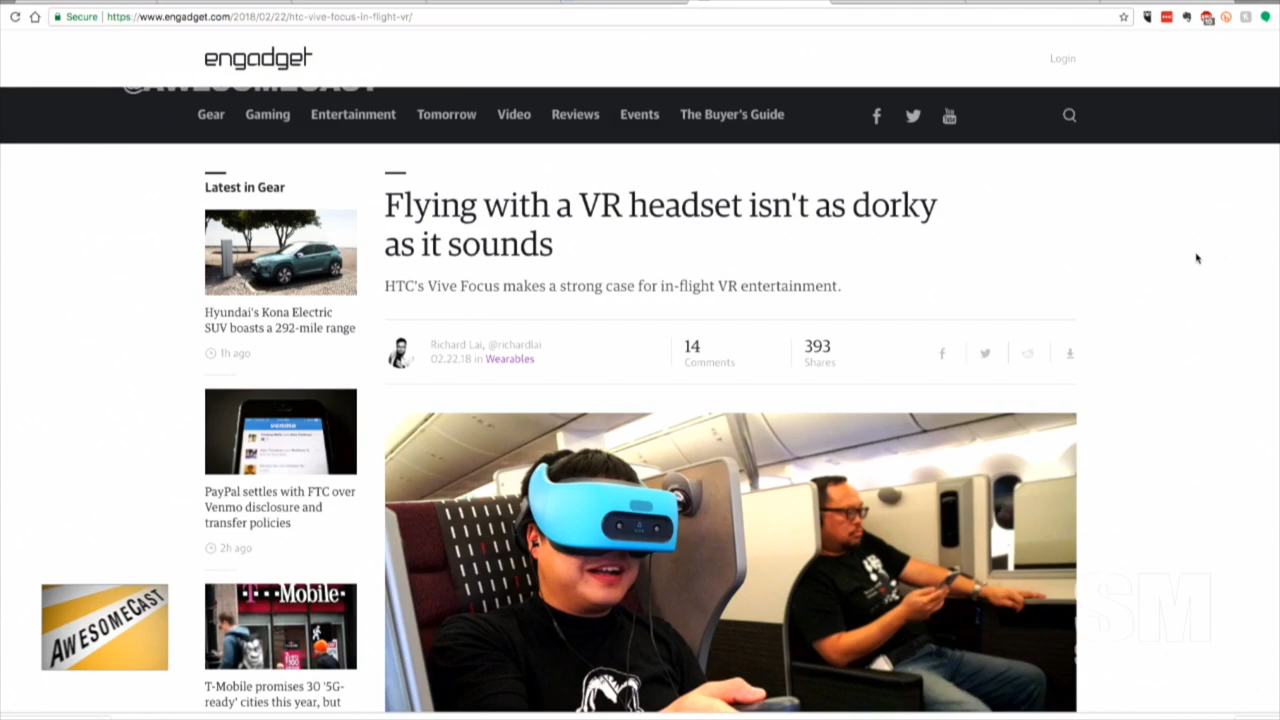 Secure
https://www.engadget.com/2018/02/22/htc-vive-focus-in-flight-vr/
engadget
Login
@AWESOMECAST
Gear Gaming Entertainment Tomorrow Video Reviews Events The Buyer's Guide
You Tube
Latest in Gear
Hyundai's Kona Electric
SUV boasts a 292-mile range
1h ago
venmo
PayPal settles with FTC over
Venmo disclosure and
transfer policies
2h ago
T-Mobile
T-Mobile promises 30 '5G-
ready' cities this year, but
Flying with a VR headset isn't as dorky
as it sounds
HTC's Vive Focus makes a strong case for in-flight VR entertainment.
Richard Lai, @richardlai
02.22.18 in Wearables
14
Comments
393
Shares
AWESOMECAST
SM